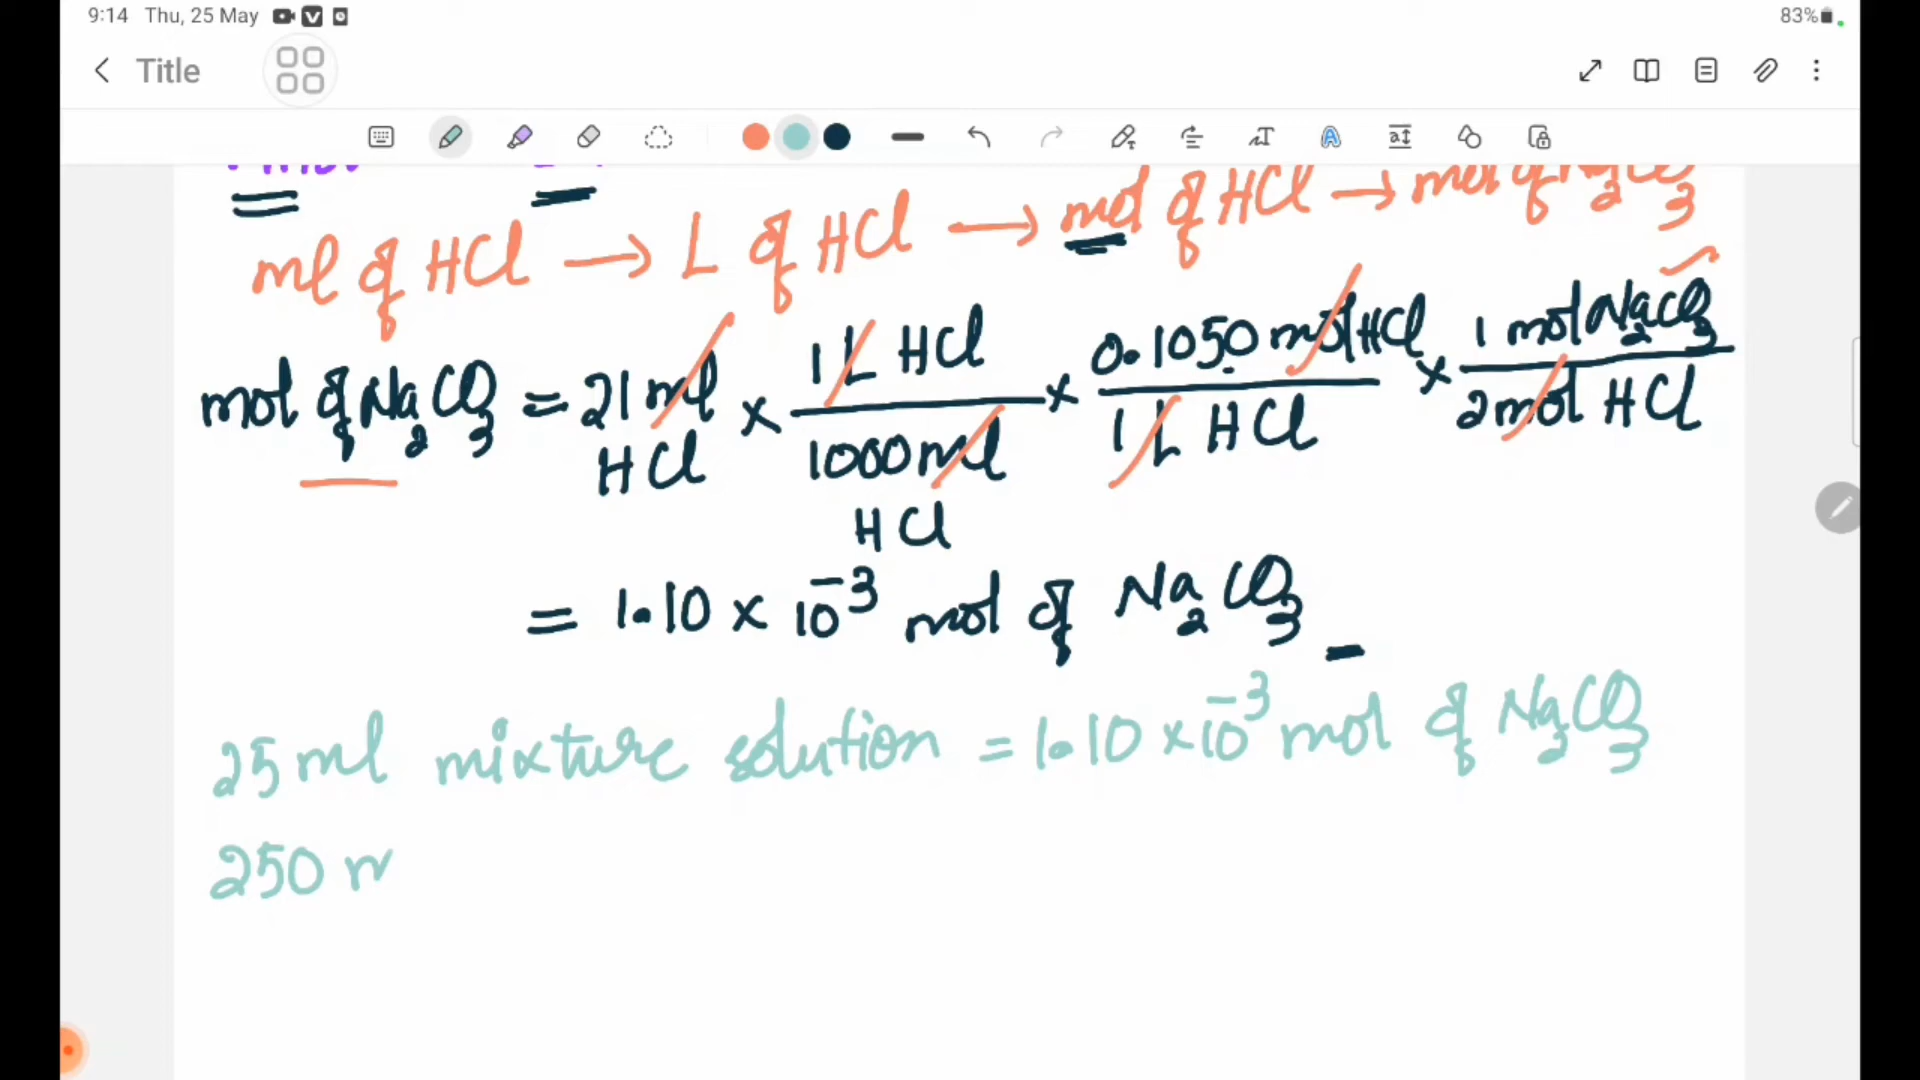 9:14 Thu, 25 May
83%
Title
ml of HCl → L of HCl → mol of HCl → mol of Na2CO3
mol of Na2CO3 = 21 ml HCl × 1 L HCl / 1000 ml HCl × 0.1050 mol HCl / 1 L HCl × 1 mol Na2CO3 / 2 mol HCl
= 1.10 × 10^-3 mol of Na2CO3
25 ml mixture solution = 1.10 × 10^-3 mol of Na2CO3
250